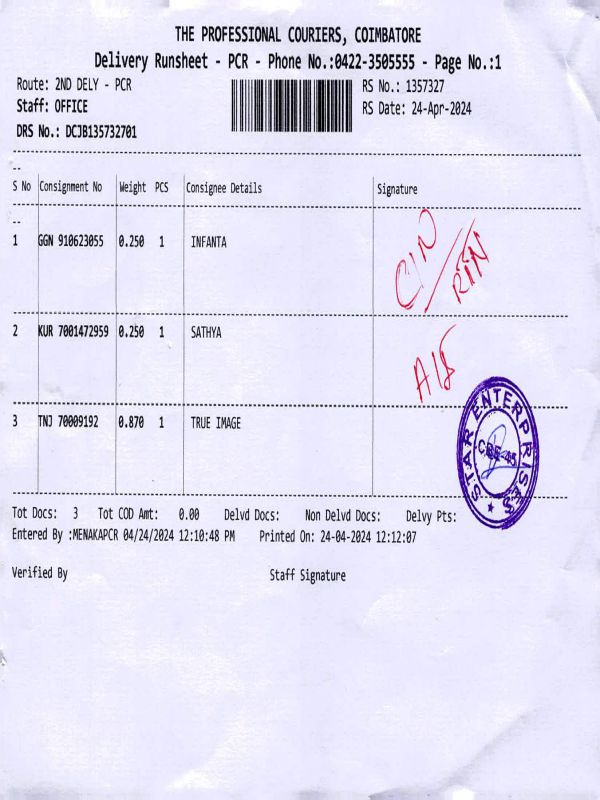 THE PROFESSIONAL COURIERS, COIMBATORE
Delivery Runsheet - PCR - Phone No.:0422-3505555 - Page No.:1
Route: 2ND DELY - PCR RS No.: 1357327
Staff: OFFICE RS Date: 24-Apr-2024
DRS No.: DCJB135732701
--
S No Consignment No Weight PCS Consignee Details Signature
--
1 GGN 910623055 0.250 1 INFANTA
2 KUR 7001472959 0.250 1 SATHYA
A/S
3 TNJ 70009192 0.870 1 TRUE IMAGE
STAR ENTERPRISES
CBE-45
Tot Docs: 3 Tot COD Amt: 0.00 Delvd Docs: Non Delvd Docs: Delvy Pts:
Entered By :MENAKAPCR 04/24/2024 12:10:48 PM Printed On: 24-04-2024 12:12:07
Verified By Staff Signature